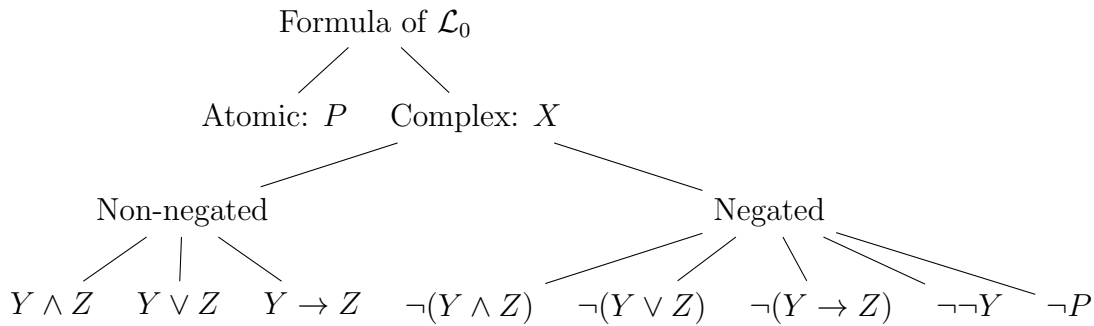 Formula of ℒ₀
Atomic: P Complex: X
Non-negated Negated
Y ∧ Z Y ∨ Z Y → Z ¬(Y ∧ Z) ¬(Y ∨ Z) ¬(Y → Z) ¬¬Y ¬P